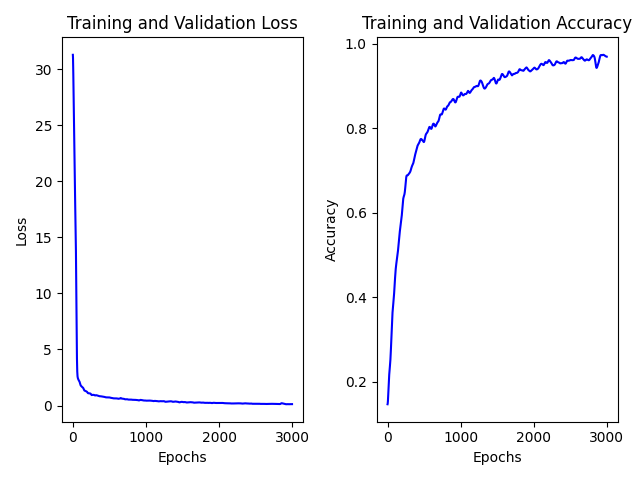 Training and Validation Loss
30
25
20
15
10
5
0
Loss
0 1000 2000 3000
Epochs
Training and Validation Accuracy
1.0
0.8
0.6
0.4
0.2
Accuracy
0 1000 2000 3000
Epochs